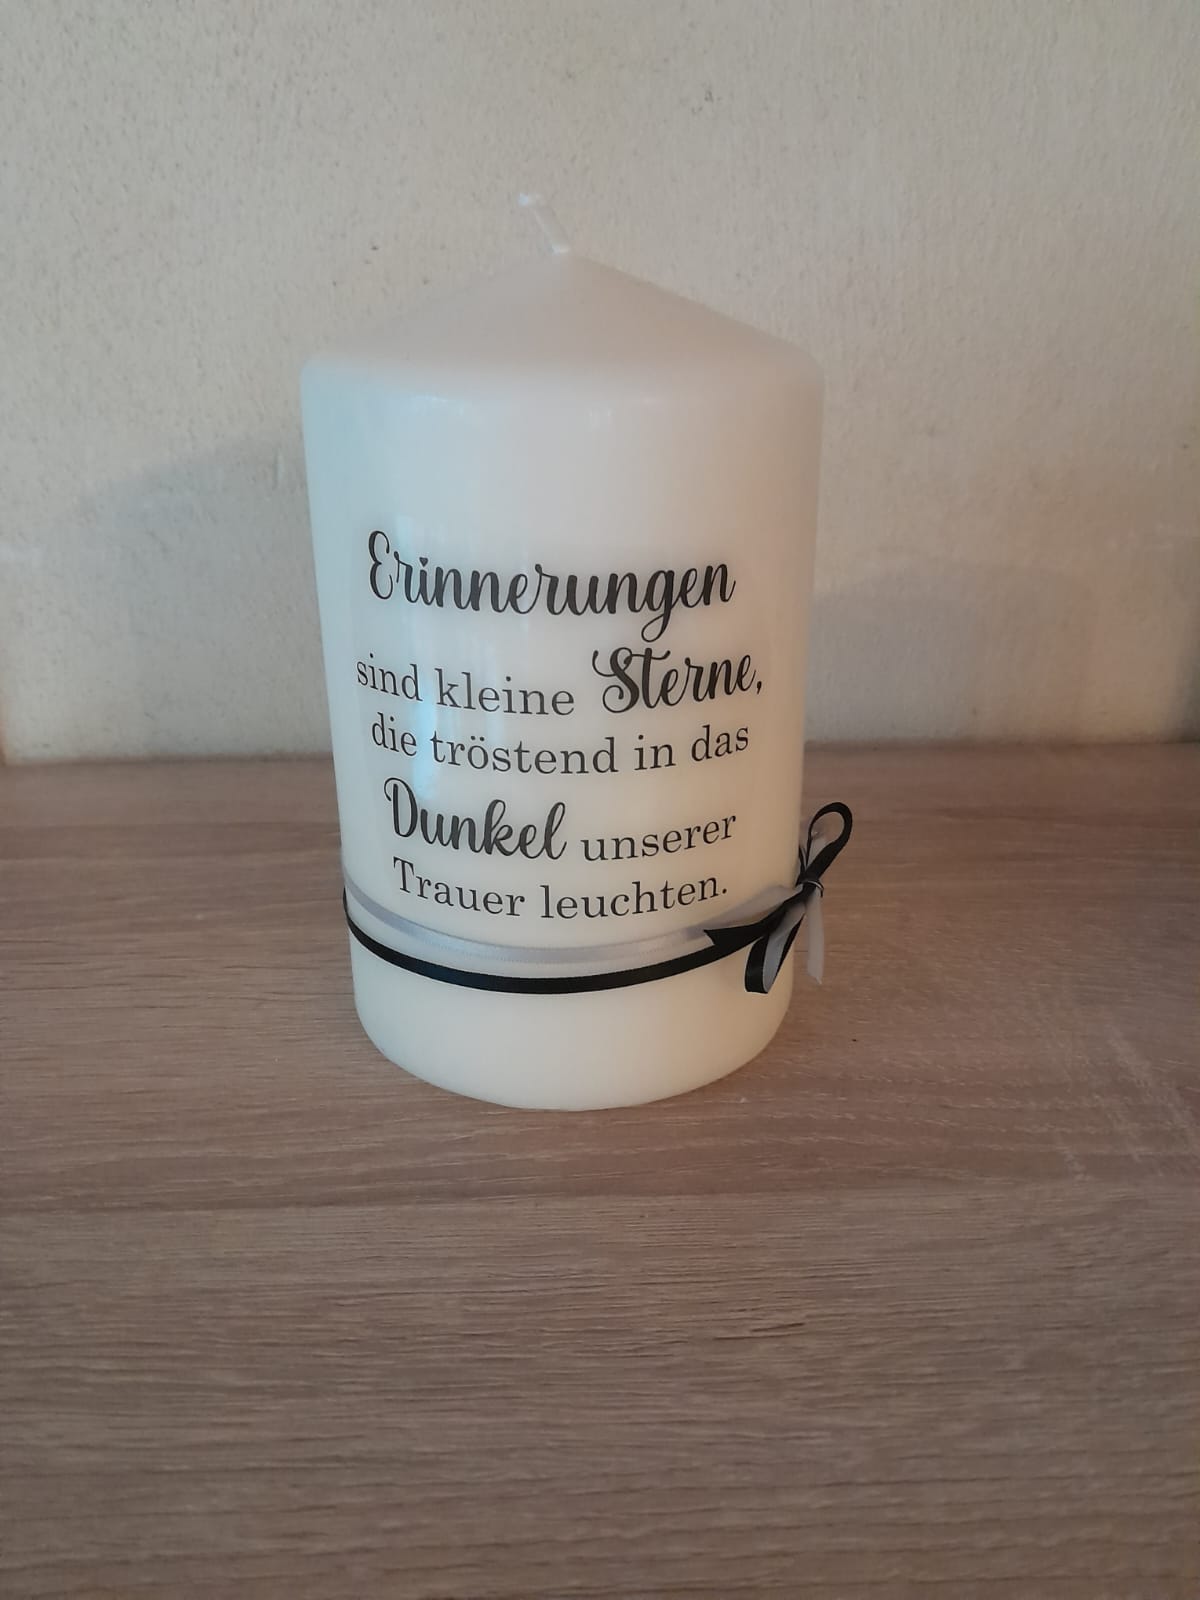 Erinnerungen
sind kleine Sterne,
die tröstend in das
Dunkel unserer
Trauer leuchten.